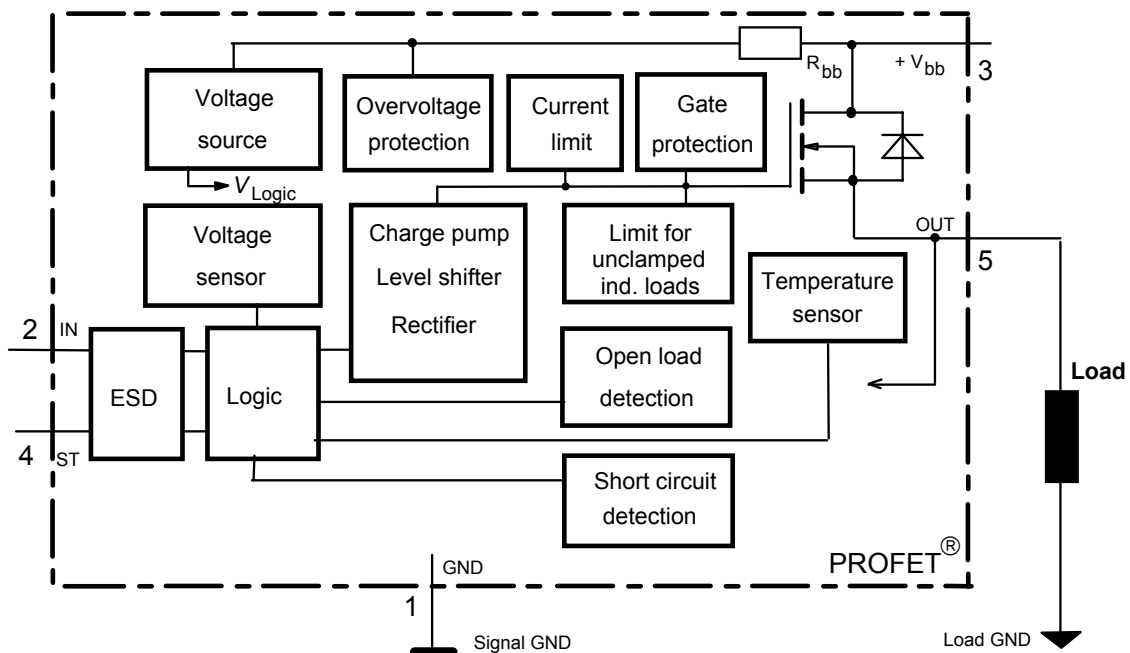 Voltage
source
Overvoltage
protection
Current
limit
Gate
protection
R bb
+ V bb
3
V Logic
Voltage
sensor
Charge pump
Level shifter
Rectifier
Limit for
unclamped
ind. loads
OUT
5
Temperature
sensor
2
IN
ESD
Logic
Open load
detection
Load
4
ST
Short circuit
detection
PROFET®
GND
1
Signal GND
Load GND